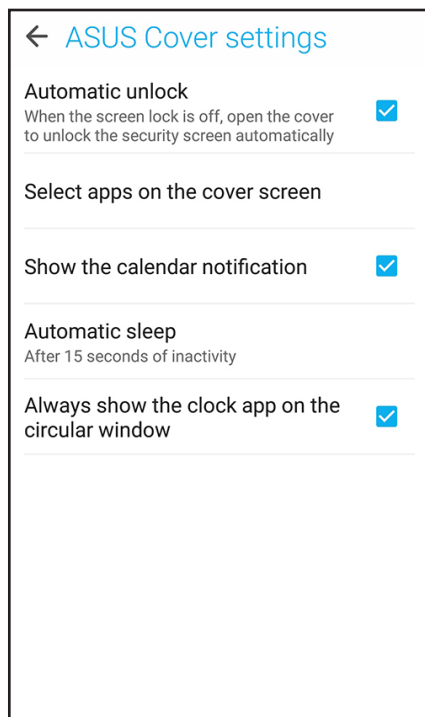 ASUS Cover settings
Automatic unlock
When the screen lock is off, open the cover
to unlock the security screen automatically
Select apps on the cover screen
Show the calendar notification
Automatic sleep
After 15 seconds of inactivity
Always show the clock app on the
circular window